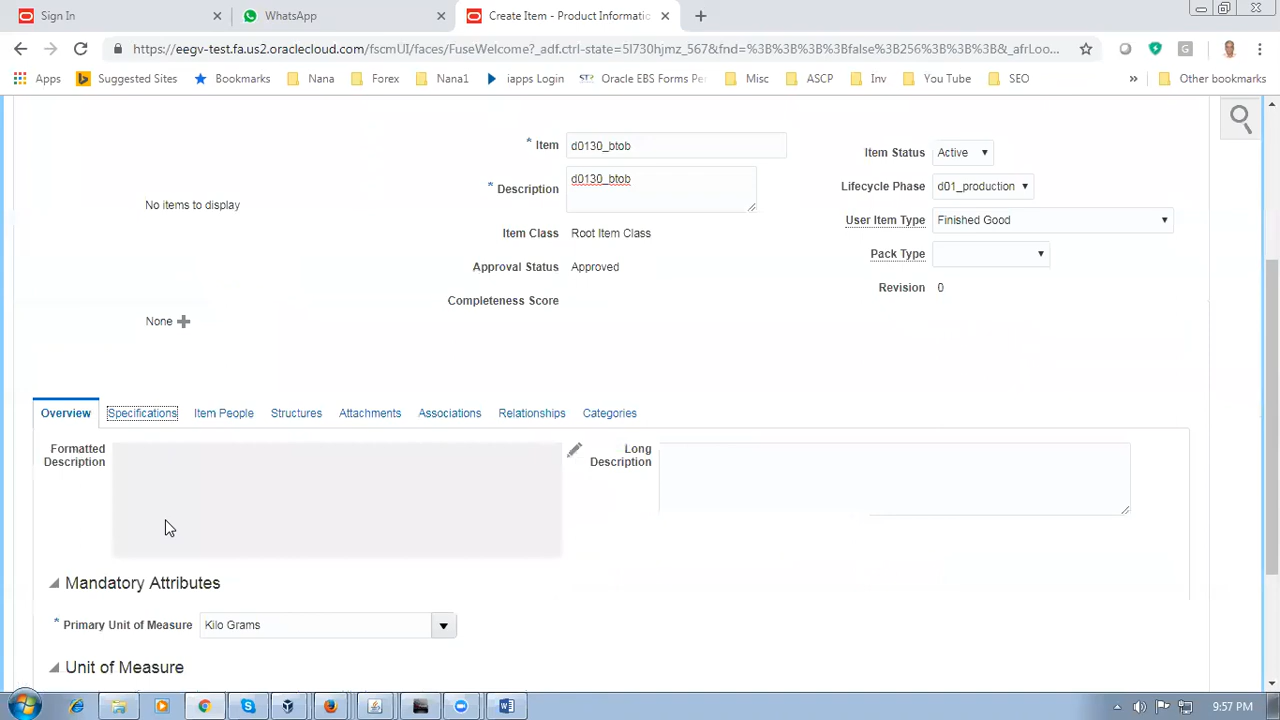 Sign In
WhatsApp
Create Item - Product Informatic
https://eegv-test.fa.us2.oraclecloud.com/fscmUI/faces/FuseWelcome?_adf.ctrl-state=5l730hjmz_567&fnd=%3B%3B%3B%3Bfalse%3B256%3B%3B%3B&_afrLoo...
Apps
Suggested Sites
Bookmarks
Nana
Forex
Nana1
iapps Login
Oracle EBS Forms Pe
Misc
ASCP
Inv
You Tube
SEO
»
Other bookmarks
* Item d0130_btob
* Description d0130_btob
Item Class Root Item Class
Approval Status Approved
Completeness Score
No items to display
None
Item Status Active
Lifecycle Phase d01_production
User Item Type Finished Good
Pack Type
Revision 0
Overview Specifications Item People Structures Attachments Associations Relationships Categories
Formatted Description
Long Description
Mandatory Attributes
* Primary Unit of Measure Kilo Grams
Unit of Measure
9:57 PM